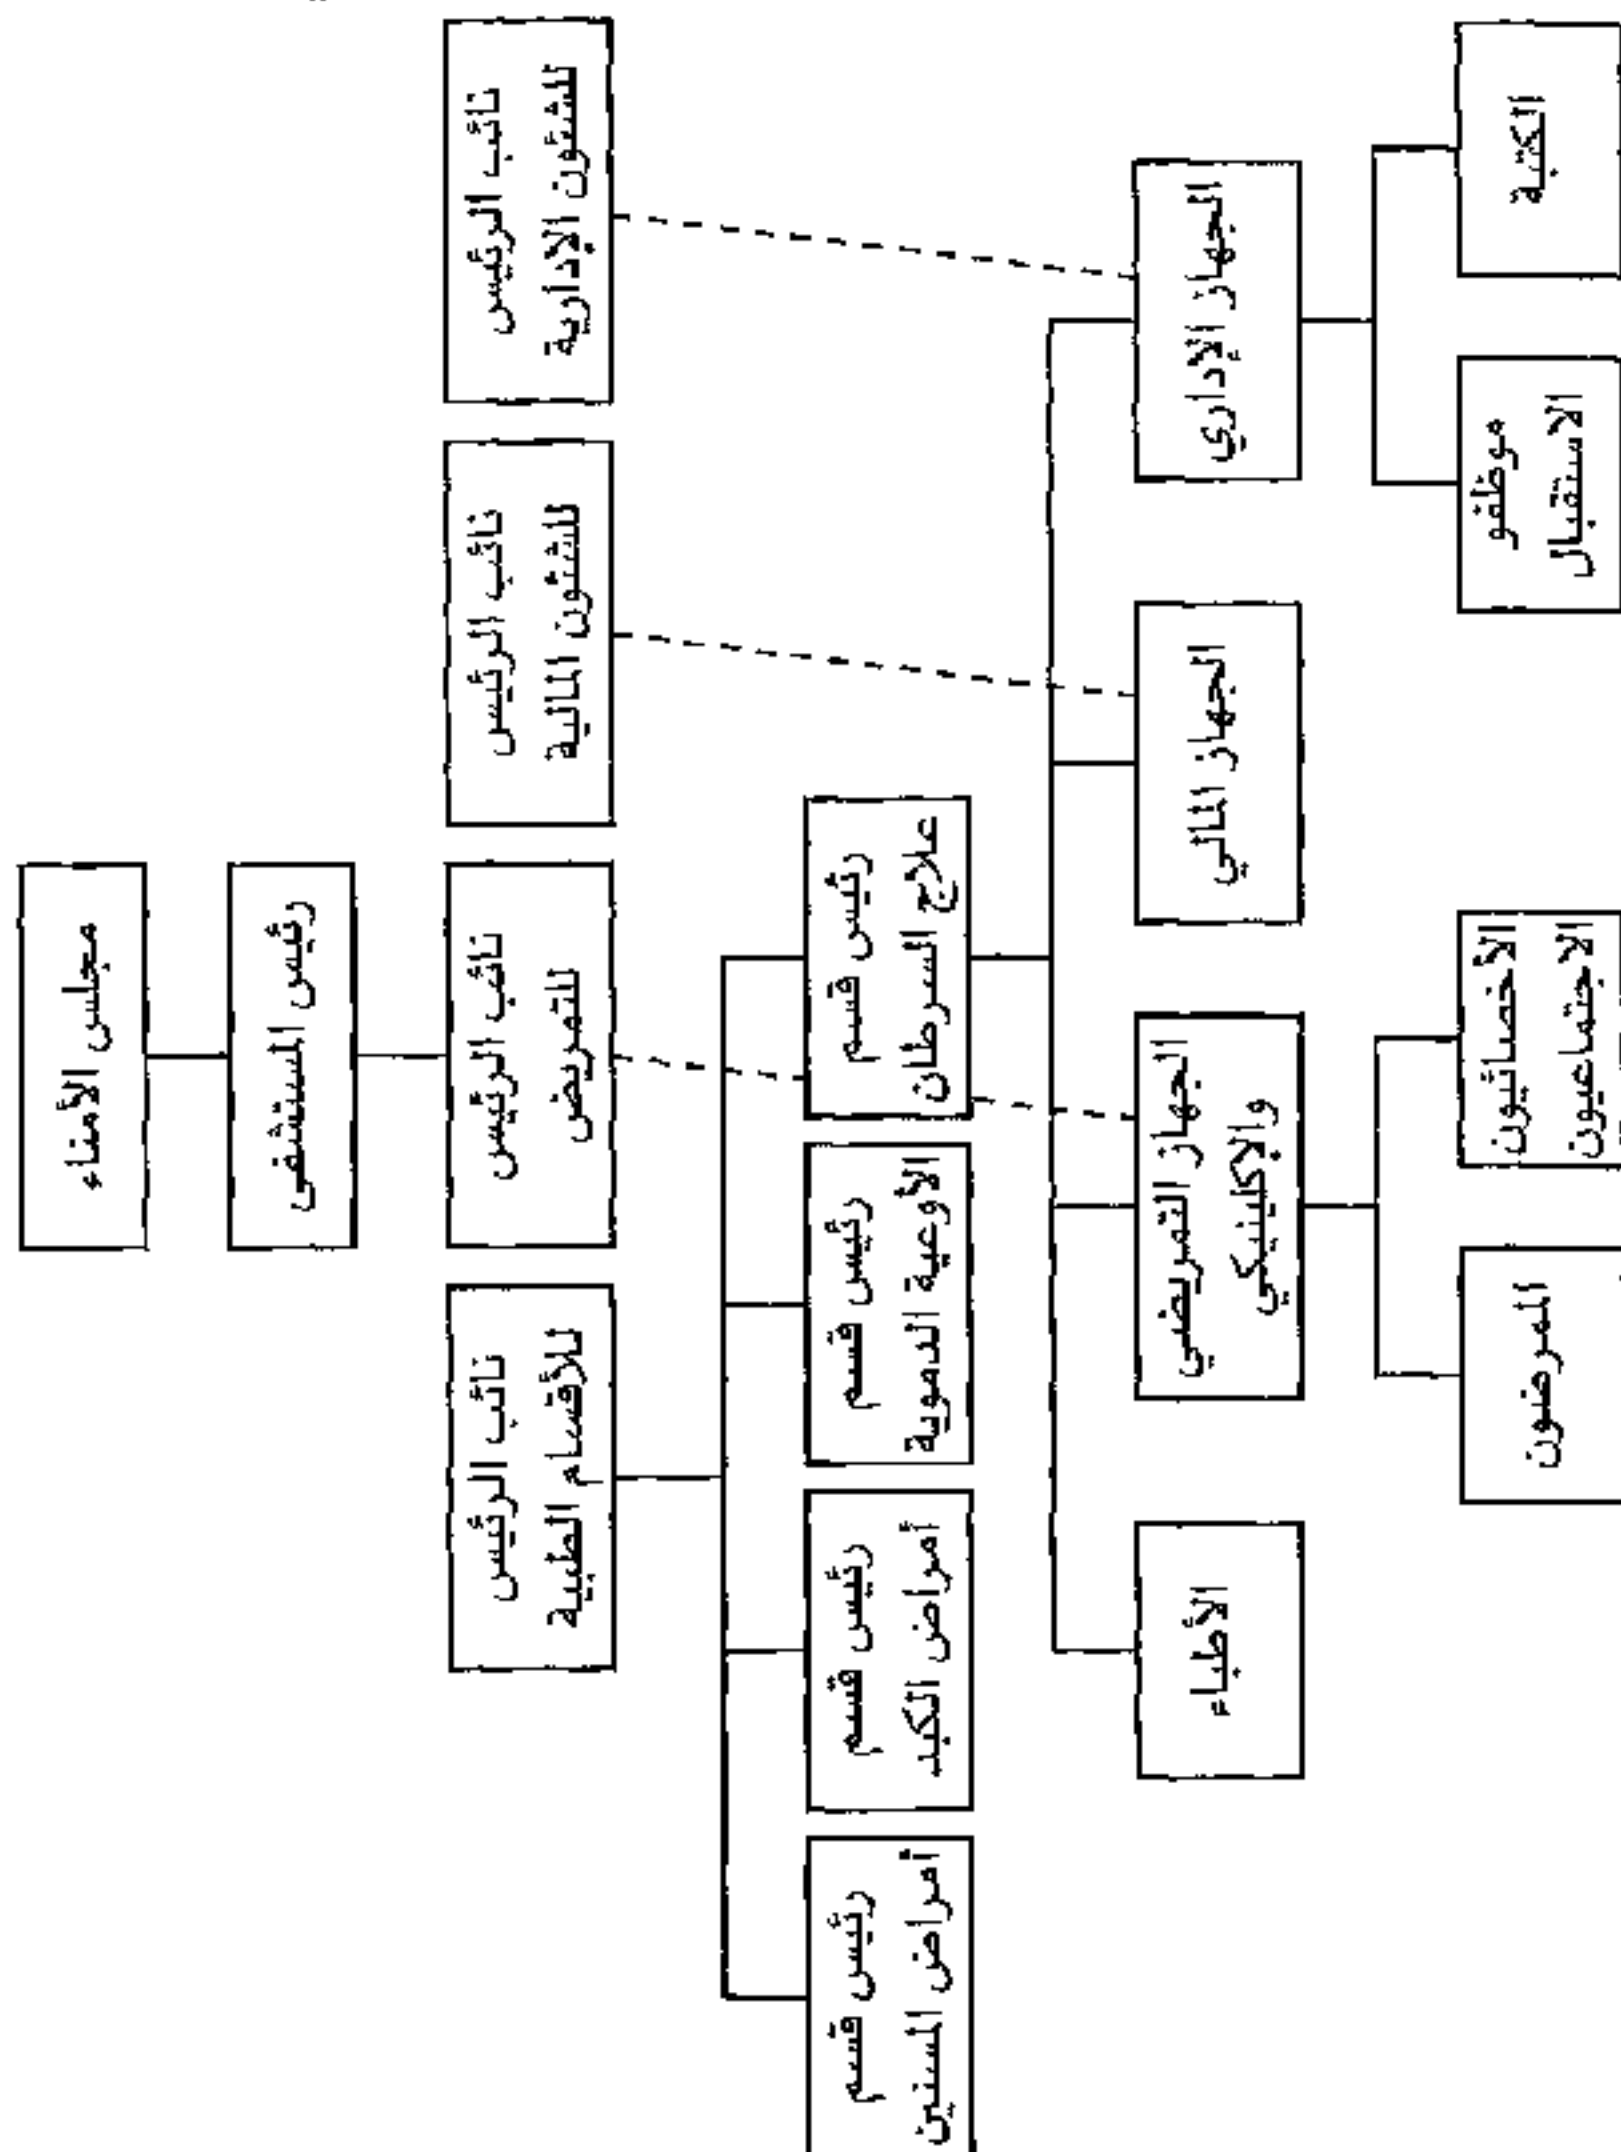 مجلس الأمناء
رئيس المستشفى
نائب الرئيس
للشئون الإدارية
نائب الرئيس
للشئون المالية
نائب الرئيس
للتمريض
نائب الرئيس
للأقسام الطبية
رئيس قسم
علاج السرطان
رئيس قسم
الأوعية الدموية
رئيس قسم
أمراض الكبد
رئيس قسم
أمراض المسنين
الجهاز الإداري
الجهاز المالي
الجهاز التمريضي
والإكلينيكي
الأطباء
الكتبة
موظفو
الاستقبال
الأخصائيون
الاجتماعيون
الممرضون